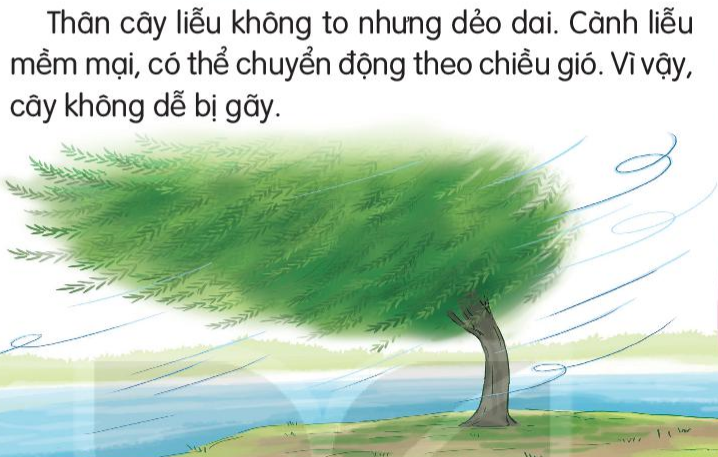 Thân cây liễu không to nhưng dẻo dai. Cành liễu
mềm mại, có thể chuyển động theo chiều gió. Vì vậy,
cây không dễ bị gãy.